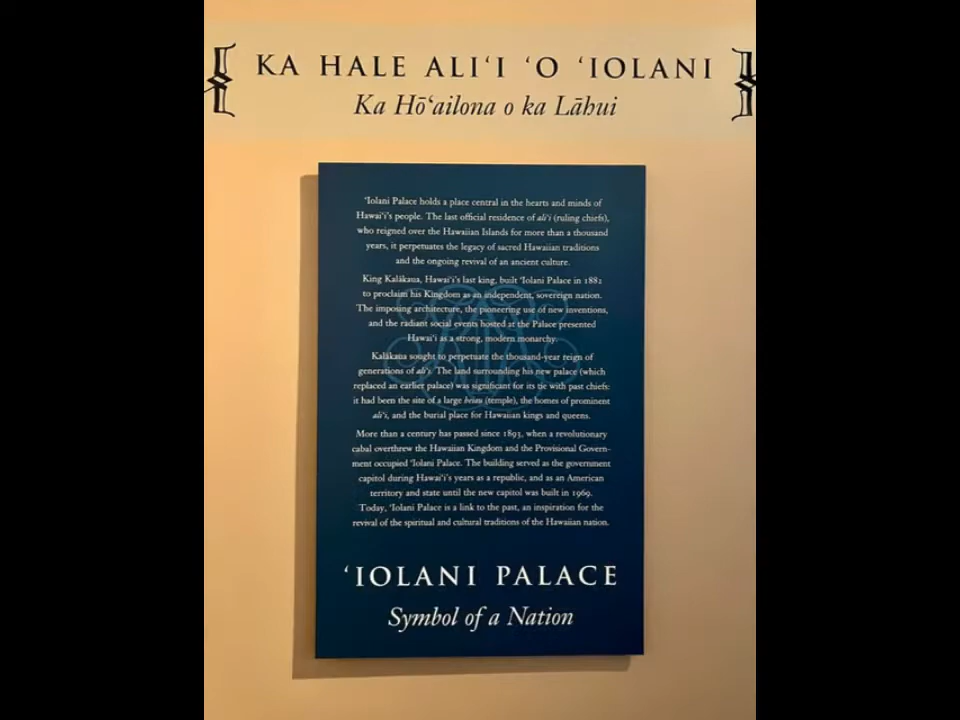 KA HALE ALIʻI ʻO ʻIOLANI
Ka Hōʻailona o ka Lāhui
ʻIolani Palace holds a place central in the hearts and minds of
Hawaiʻi's people. The last official residence of aliʻi (ruling chiefs),
who reigned over the Hawaiian Islands for more than a thousand
years, it perpetuates the legacy of sacred Hawaiian traditions
and the ongoing revival of an ancient culture.
King Kalākaua, Hawaiʻi's last king, built ʻIolani Palace in 1882
to proclaim his Kingdom as an independent, sovereign nation.
The imposing architecture, the pioneering use of new inventions,
and the radiant social events hosted at the Palace presented
Hawaiʻi as a strong, modern monarchy.
Kalākaua sought to perpetuate the thousand-year reign of
generations of aliʻi. The land surrounding his new palace (which
replaced an earlier palace) was significant for its tie with past chiefs:
it had been the site of a large heiau (temple), the homes of prominent
aliʻi, and the burial place for Hawaiian kings and queens.
More than a century has passed since 1893, when a revolutionary
cabal overthrew the Hawaiian Kingdom and the Provisional Govern-
ment occupied ʻIolani Palace. The building served as the government
capitol during Hawaiʻi's years as a republic, and as an American
territory and state until the new capitol was built in 1969.
Today, ʻIolani Palace is a link to the past, an inspiration for the
revival of the spiritual and cultural traditions of the Hawaiian nation.
ʻIOLANI PALACE
Symbol of a Nation